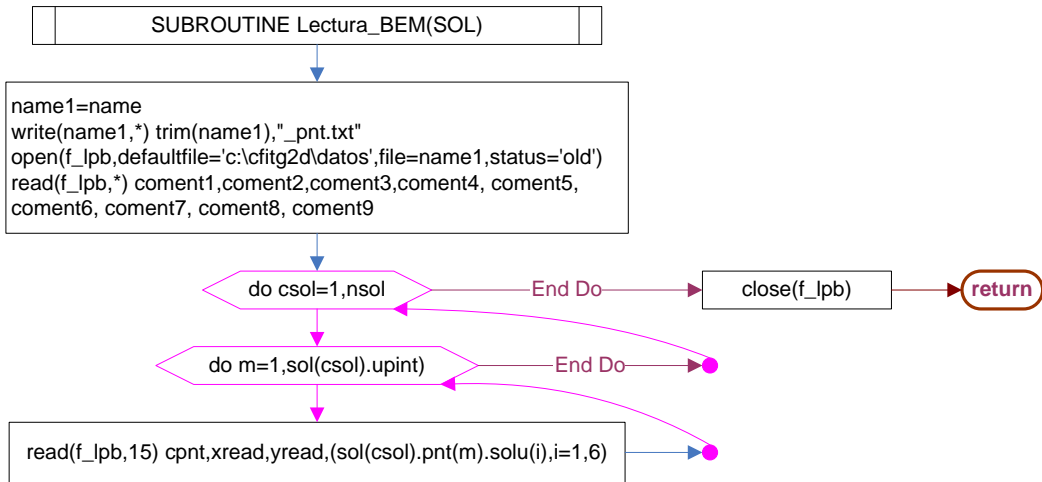 SUBROUTINE Lectura_BEM(SOL)
name1=name
write(name1,*) trim(name1),"_pnt.txt"
open(f_lpb,defaultfile='c:\cfitg2d\datos',file=name1,status='old')
read(f_lpb,*) coment1,coment2,coment3,coment4, coment5,
coment6, coment7, coment8, coment9
do csol=1,nsol
End Do
close(f_lpb)
return
do m=1,sol(csol).upint)
End Do
read(f_lpb,15) cpnt,xread,yread,(sol(csol).pnt(m).solu(i),i=1,6)